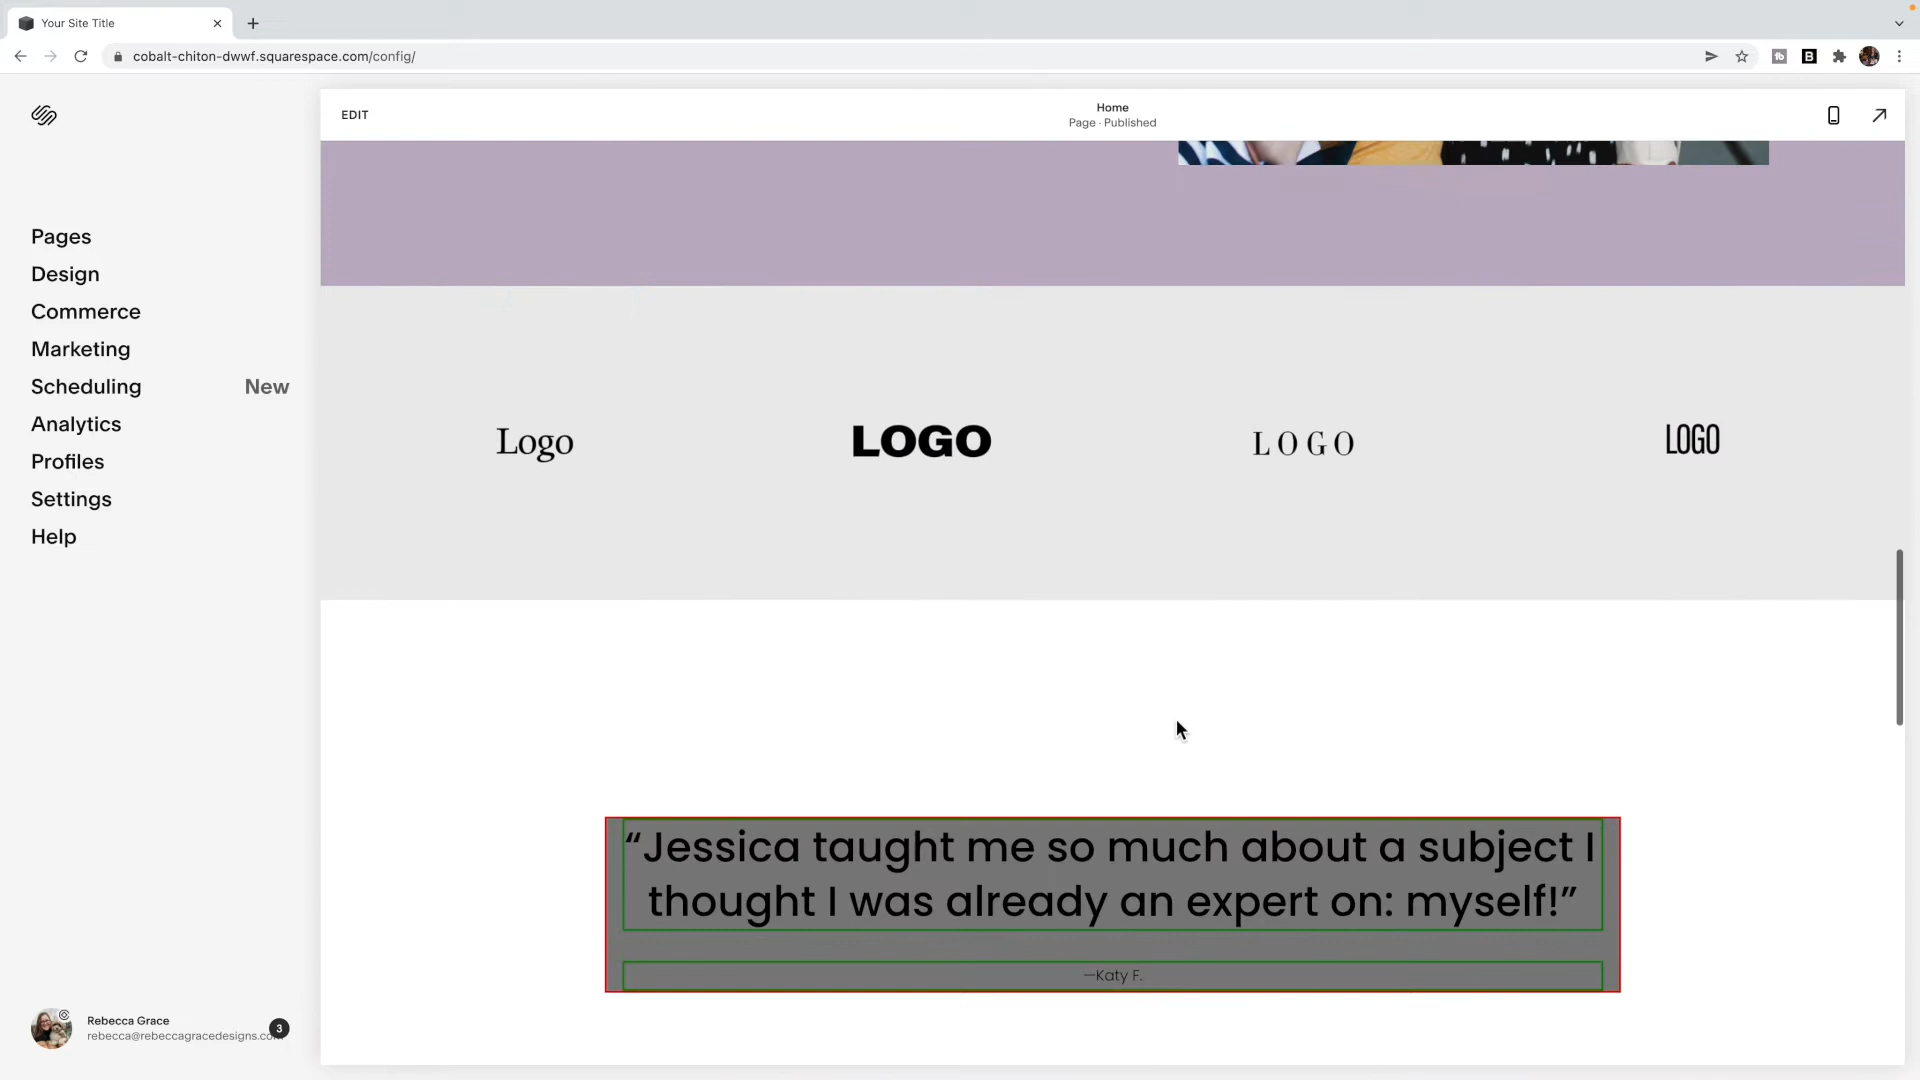 Your Site Title
cobalt-chiton-dwwf.squarespace.com/config/
EDIT
Home
Page · Published
Pages
Design
Commerce
Marketing
Scheduling New
Analytics
Profiles
Settings
Help
Logo
LOGO
LOGO
LOGO
“Jessica taught me so much about a subject I
thought I was already an expert on: myself!”
—Katy F.
Rebecca Grace
rebecca@rebeccagracedesigns.co
3